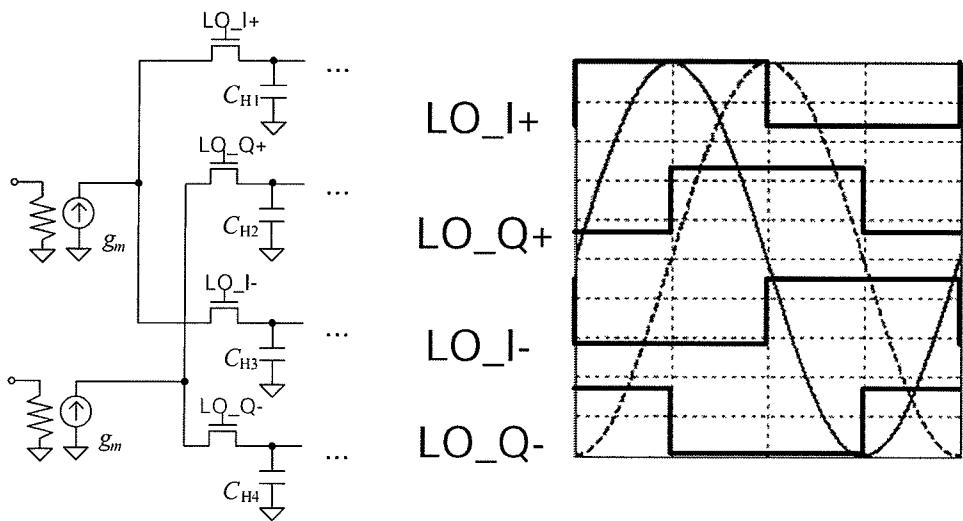 LO_I+
...
C_H1
LO_Q+
...
g_m
C_H2
LO_I-
...
C_H3
LO_Q-
g_m
...
C_H4
LO_I+
LO_Q+
LO_I-
LO_Q-